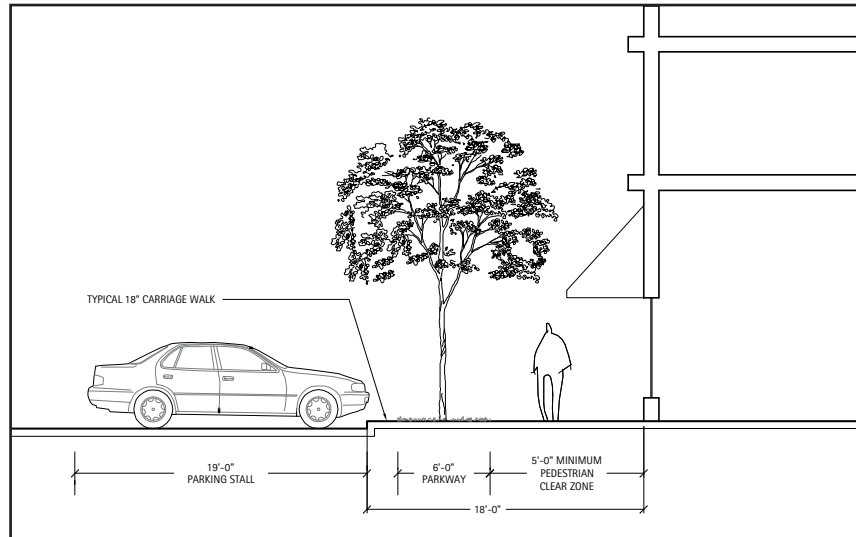 TYPICAL 18" CARRIAGE WALK
19'-0"
PARKING STALL
6'-0"
PARKWAY
5'-0" MINIMUM
PEDESTRIAN
CLEAR ZONE
18'-0"